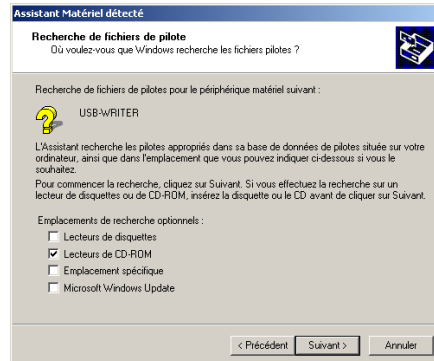 Assistant Matériel détecté
Recherche de fichiers de pilote
Où voulez-vous que Windows recherche les fichiers pilotes ?
Recherche de fichiers de pilotes pour le périphérique matériel suivant :
USB-WRITER
L'Assistant recherche les pilotes appropriés dans sa base de données de pilotes située sur votre
ordinateur, ainsi que dans l'emplacement que vous pouvez indiquer ci-dessous si vous le
souhaitez.
Pour commencer la recherche, cliquez sur Suivant. Si vous effectuez la recherche sur un
lecteur de disquettes ou de CD-ROM, insérez la disquette ou le CD avant de cliquer sur Suivant.
Emplacements de recherche optionnels :
Lecteurs de disquettes
Lecteurs de CD-ROM
Emplacement spécifique
Microsoft Windows Update
< Précédent Suivant > Annuler